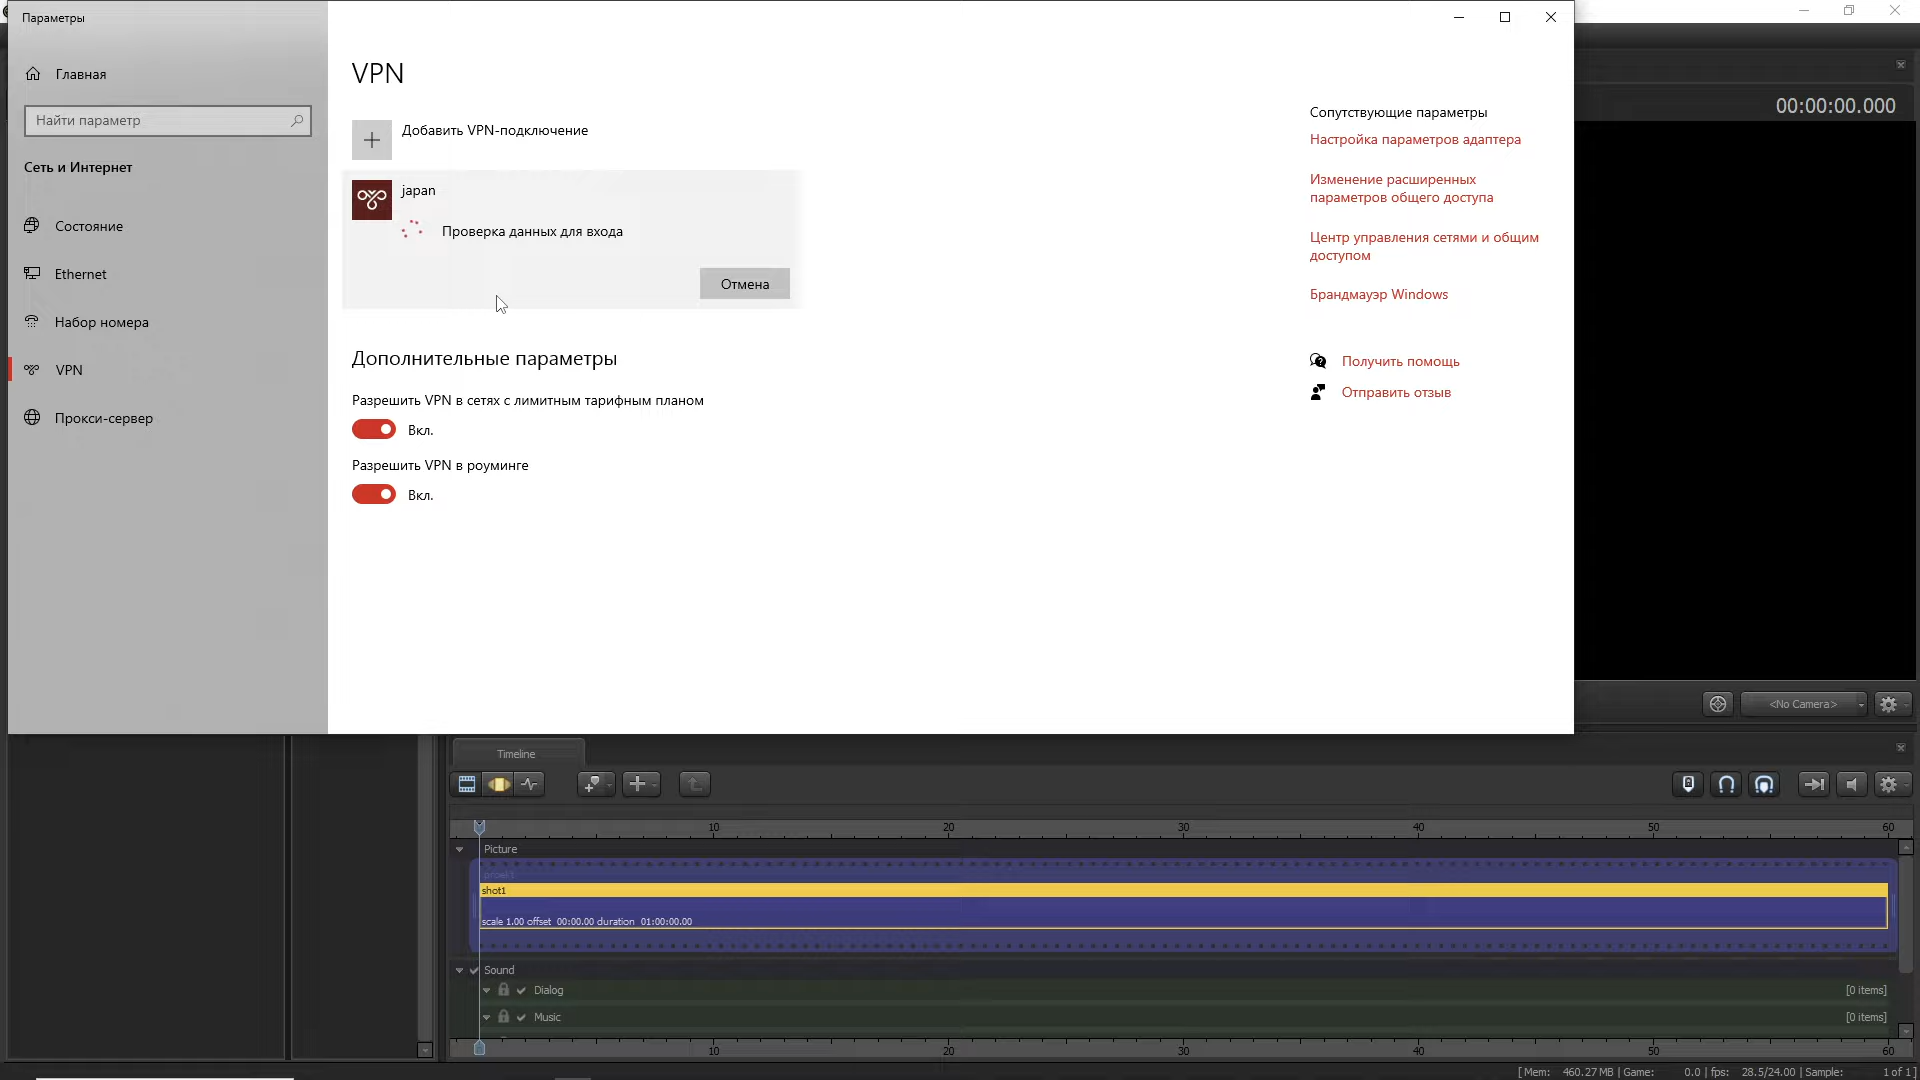 Параметры
Главная
Найти параметр
Сеть и Интернет
Состояние
Ethernet
Набор номера
VPN
Прокси-сервер
VPN
Добавить VPN-подключение
japan
Проверка данных для входа
Отмена
Дополнительные параметры
Разрешить VPN в сетях с лимитным тарифным планом
Вкл.
Разрешить VPN в роуминге
Вкл.
Сопутствующие параметры
Настройка параметров адаптера
Изменение расширенных
параметров общего доступа
Центр управления сетями и общим
доступом
Брандмауэр Windows
Получить помощь
Отправить отзыв
00:00:00.000
<No Camera>
Timeline
10 20 30 40 50 60
Picture
proekt
shot1
scale 1.00 offset 00:00.00 duration 01:00:00.00
Sound
Dialog [0 items]
Music [0 items]
10 20 30 40 50 60
[ Mem: 460.27 MB | Game: 0.0 | fps: 28.5/24.00 | Sample: 1 of 1 ]